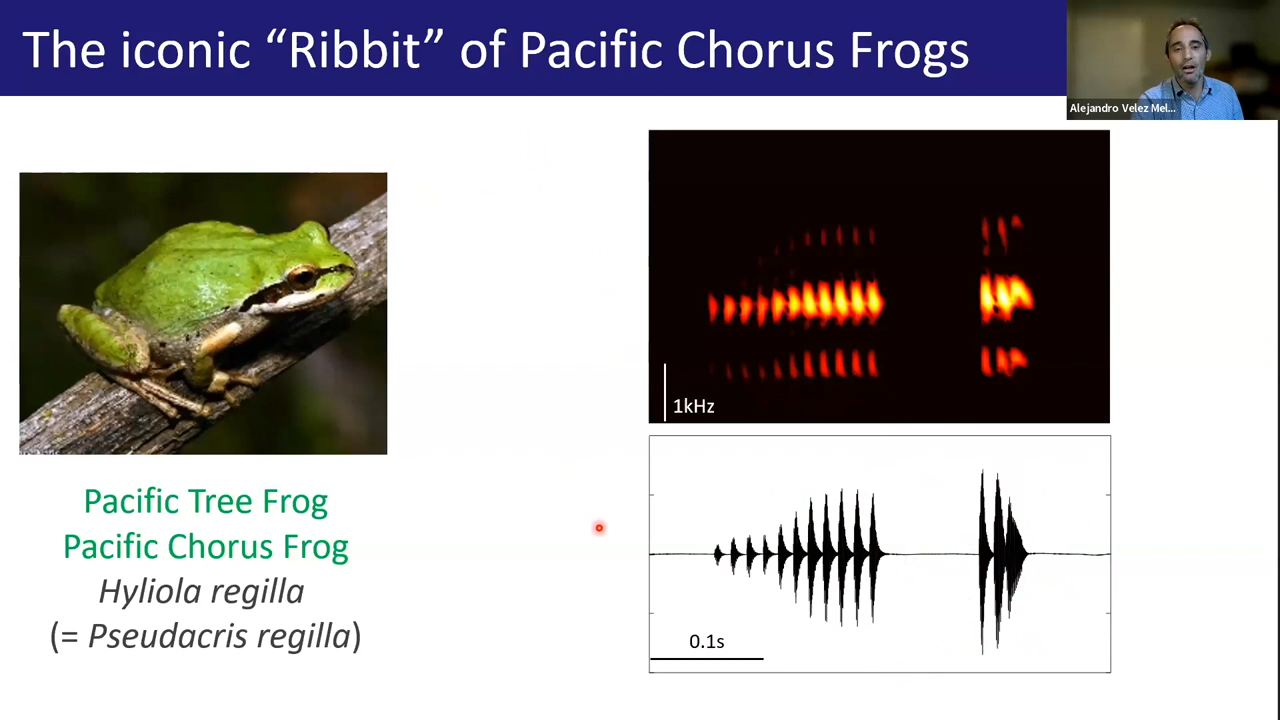 The iconic “Ribbit” of Pacific Chorus Frogs
Alejandro Velez Mel...
1kHz
0.1s
Pacific Tree Frog
Pacific Chorus Frog
Hyliola regilla
(= Pseudacris regilla)